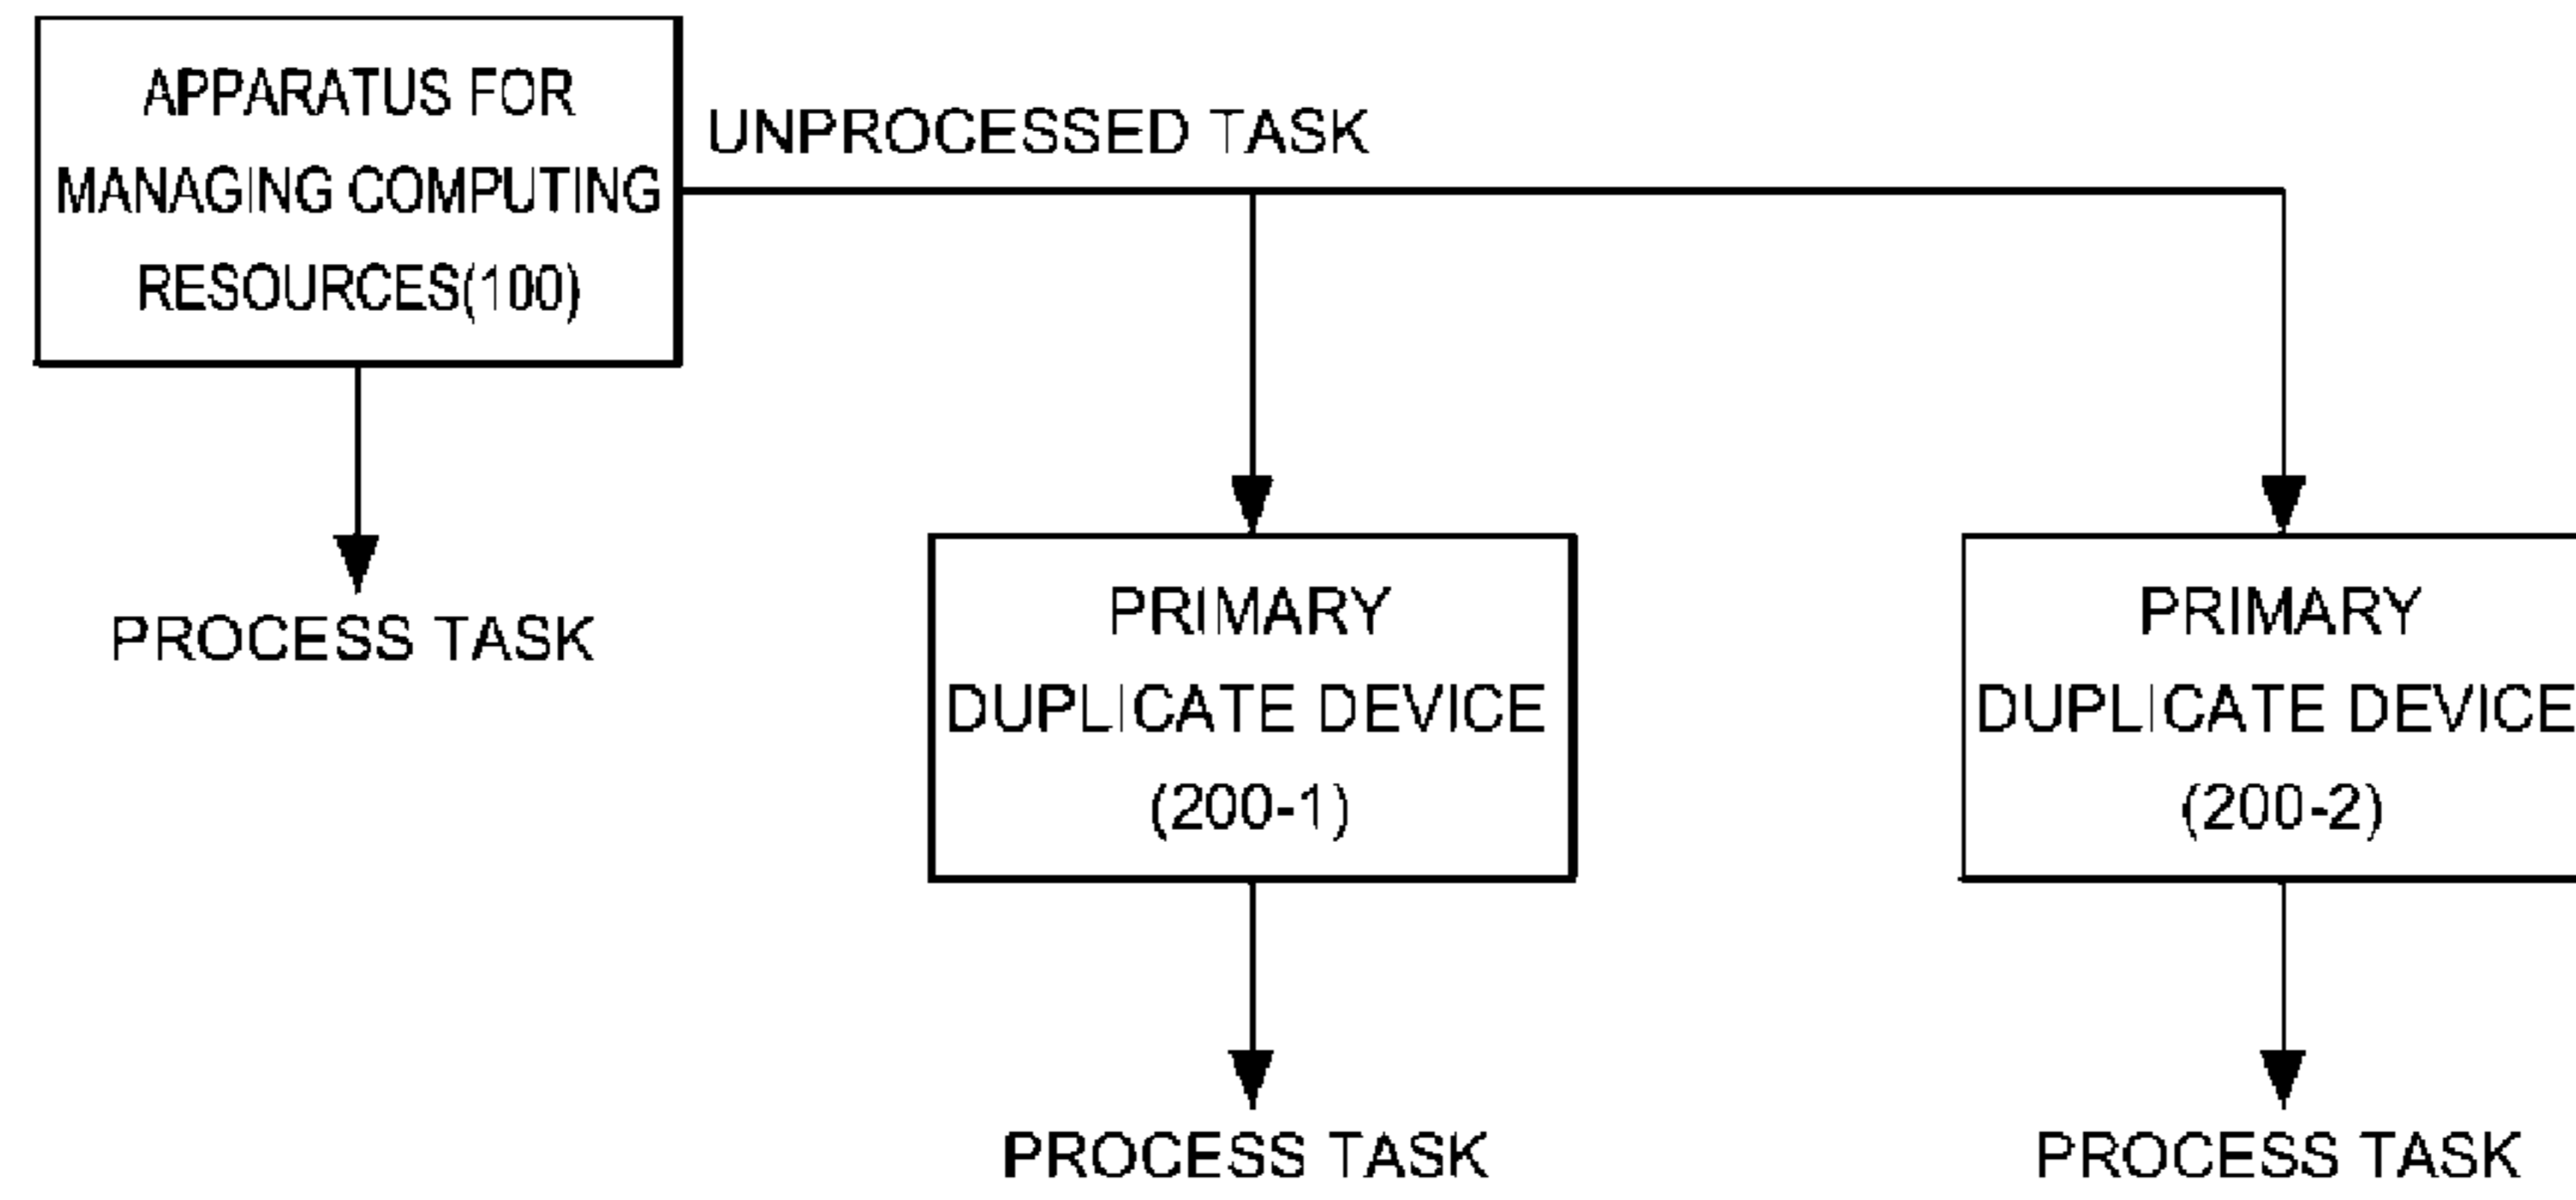 APPARATUS FOR
MANAGING COMPUTING
RESOURCES(100)
UNPROCESSED TASK
PROCESS TASK
PRIMARY
DUPLICATE DEVICE
(200-1)
PRIMARY
DUPLICATE DEVICE
(200-2)
PROCESS TASK
PROCESS TASK